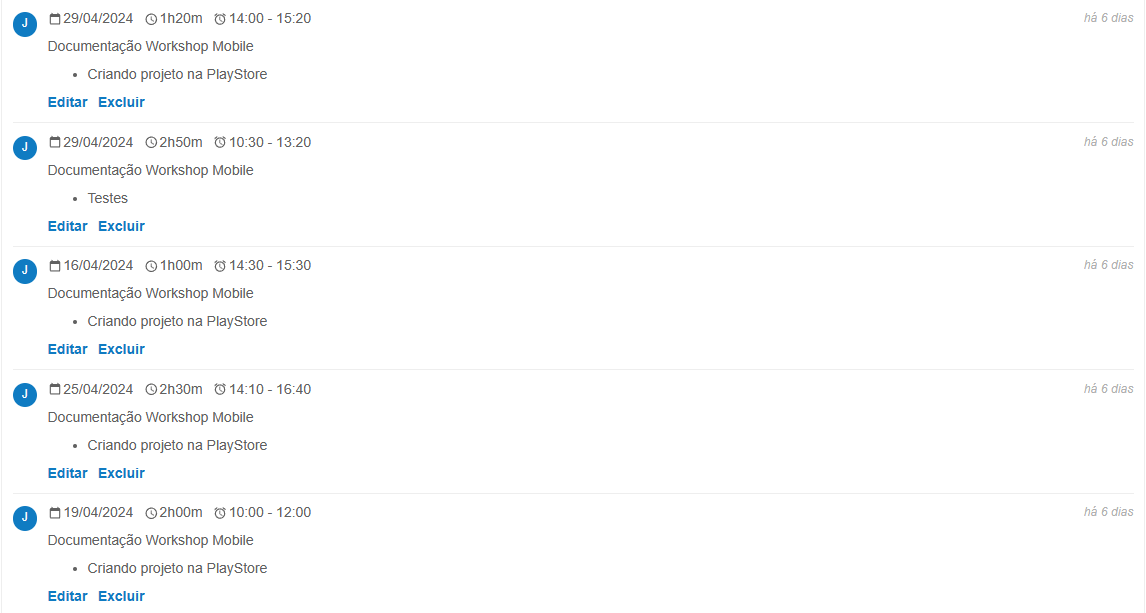 J 29/04/2024 1h20m 14:00 - 15:20 há 6 dias
Documentação Workshop Mobile
• Criando projeto na PlayStore
Editar Excluir
J 29/04/2024 2h50m 10:30 - 13:20 há 6 dias
Documentação Workshop Mobile
• Testes
Editar Excluir
J 16/04/2024 1h00m 14:30 - 15:30 há 6 dias
Documentação Workshop Mobile
• Criando projeto na PlayStore
Editar Excluir
J 25/04/2024 2h30m 14:10 - 16:40 há 6 dias
Documentação Workshop Mobile
• Criando projeto na PlayStore
Editar Excluir
J 19/04/2024 2h00m 10:00 - 12:00 há 6 dias
Documentação Workshop Mobile
• Criando projeto na PlayStore
Editar Excluir